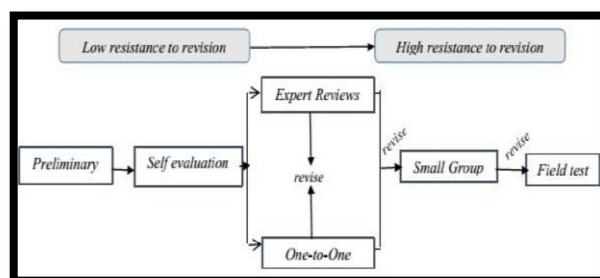 Low resistance to revision
High resistance to revision
Expert Reviews
Preliminary
Self evaluation
revise
revise
Small Group
revise
Field test
One-to-One